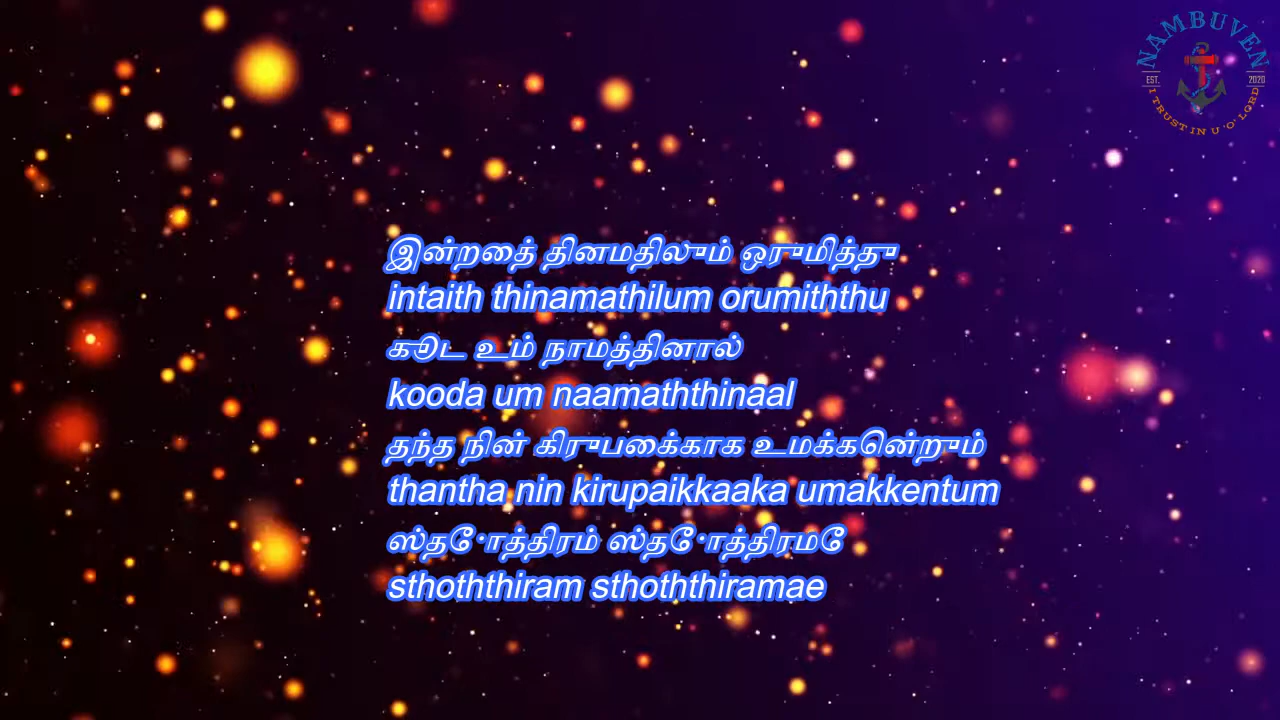 NAMBUVEN
EST. 2020
I TRUST IN U 'O' LORD
இன்றைத் தினமதிலும் ஒருமித்து
intaith thinamathilum orumiththu
கூட உம் நாமத்தினால்
kooda um naamaththinaal
தந்த நின் கிருபைக்காக உமக்கென்றும்
thantha nin kirupaikkaaka umakkentum
ஸ்தோத்திரம் ஸ்தோத்திரமே
sthoththiram sthoththiramae